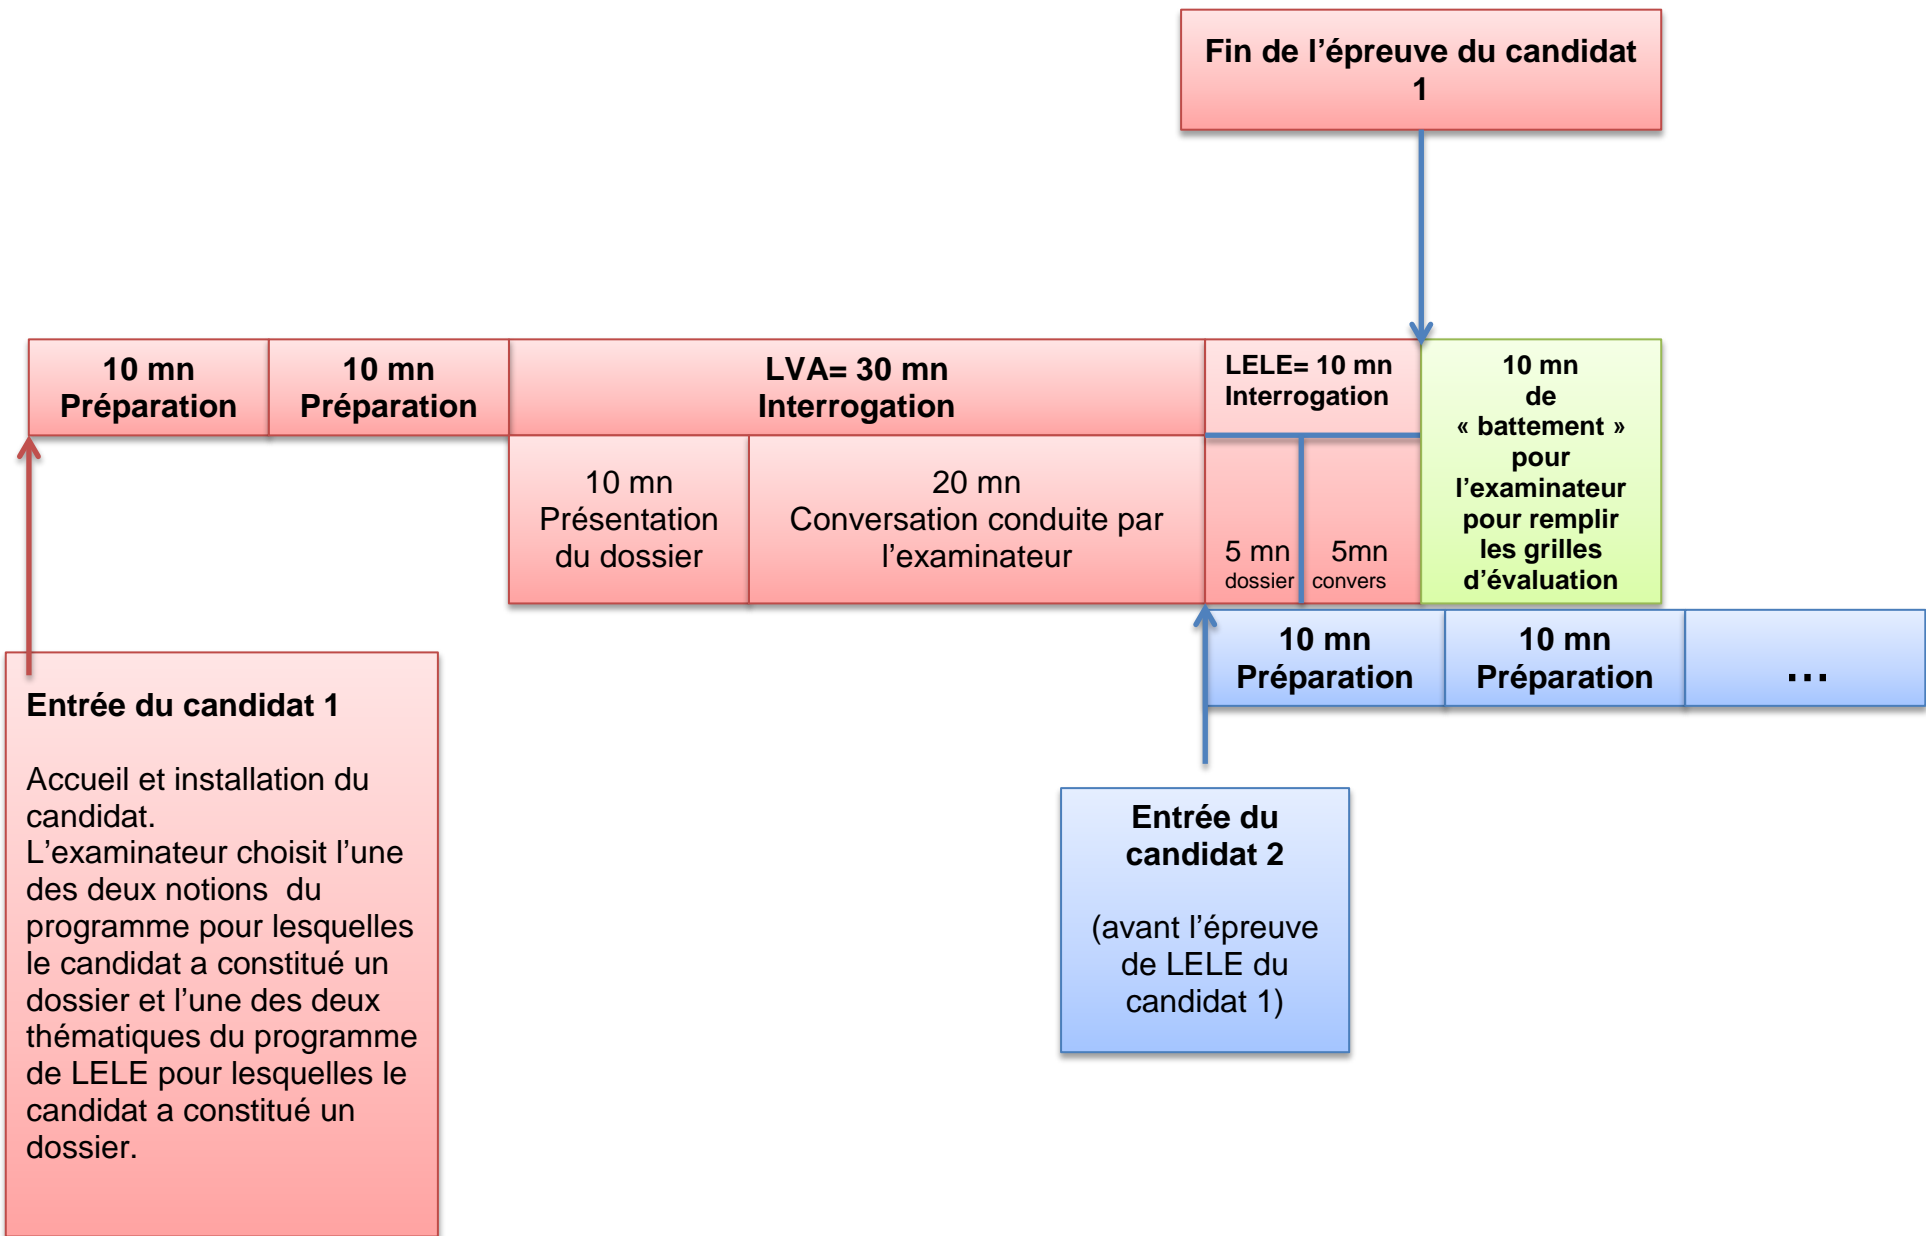 Fin de l’épreuve du candidat
1
10 mn
Préparation
10 mn
Préparation
LVA= 30 mn
Interrogation
LELE= 10 mn
Interrogation
10 mn
de
« battement »
pour
l’examinateur
pour remplir
les grilles
d’évaluation
10 mn
Présentation
du dossier
20 mn
Conversation conduite par
l’examinateur
5 mn
dossier
5mn
convers
10 mn
Préparation
10 mn
Préparation
...
Entrée du candidat 1
Accueil et installation du
candidat.
L’examinateur choisit l’une
des deux notions  du
programme pour lesquelles
le candidat a constitué un
dossier et l’une des deux
thématiques du programme
de LELE pour lesquelles le
candidat a constitué un
dossier.
Entrée du
candidat 2
(avant l’épreuve
de LELE du
candidat 1)